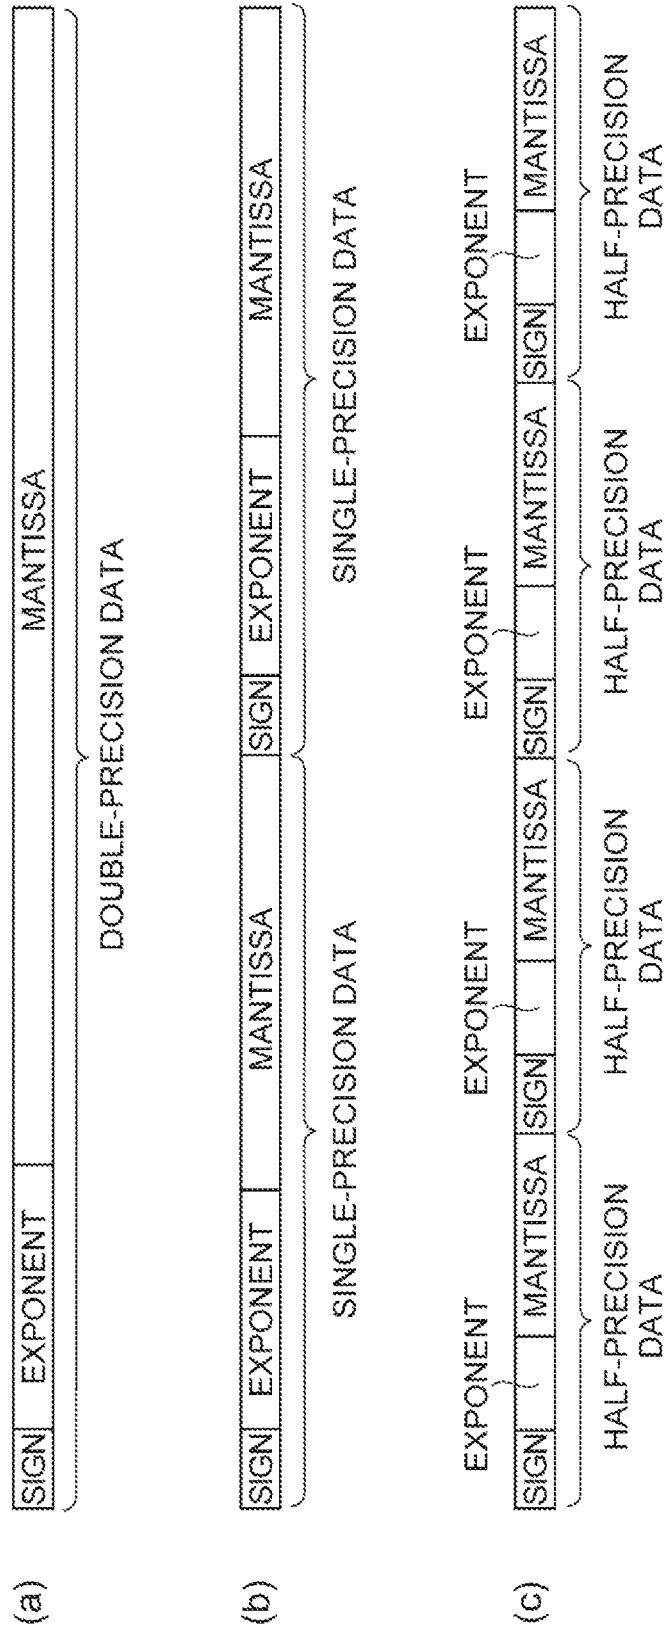 (a)
SIGN EXPONENT MANTISSA
DOUBLE-PRECISION DATA
(b)
SIGN EXPONENT MANTISSA SIGN EXPONENT MANTISSA
SINGLE-PRECISION DATA SINGLE-PRECISION DATA
(c)
EXPONENT EXPONENT EXPONENT EXPONENT
SIGN MANTISSA SIGN MANTISSA SIGN MANTISSA SIGN MANTISSA
HALF-PRECISION HALF-PRECISION HALF-PRECISION HALF-PRECISION
DATA DATA DATA DATA